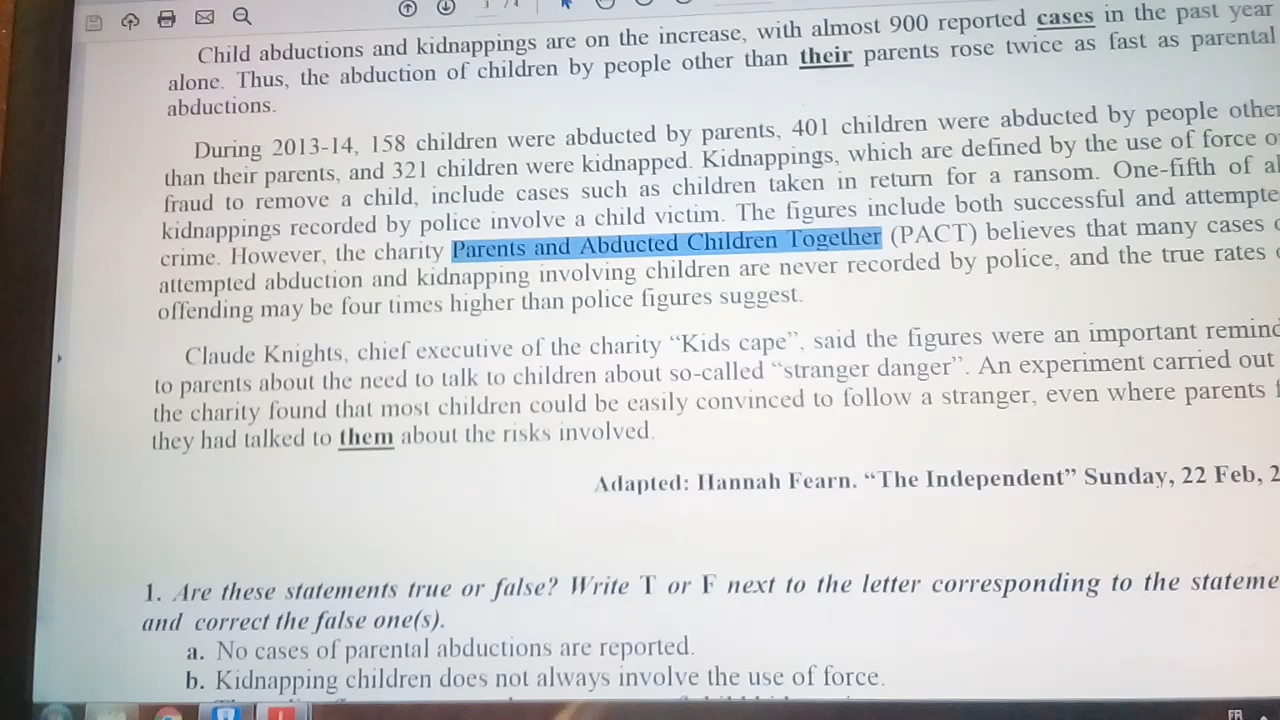 Child abductions and kidnappings are on the increase, with almost 900 reported cases in the past year
alone. Thus, the abduction of children by people other than their parents rose twice as fast as parental
abductions.
During 2013-14, 158 children were abducted by parents, 401 children were abducted by people other
than their parents, and 321 children were kidnapped. Kidnappings, which are defined by the use of force o
fraud to remove a child, include cases such as children taken in return for a ransom. One-fifth of al
kidnappings recorded by police involve a child victim. The figures include both successful and attempte
crime. However, the charity Parents and Abducted Children Together (PACT) believes that many cases
attempted abduction and kidnapping involving children are never recorded by police, and the true rates
offending may be four times higher than police figures suggest.
Claude Knights, chief executive of the charity “Kids cape”, said the figures were an important remind
to parents about the need to talk to children about so-called “stranger danger”. An experiment carried out
the charity found that most children could be easily convinced to follow a stranger, even where parents
they had talked to them about the risks involved.
Adapted: Hannah Fearn. “The Independent” Sunday, 22 Feb, 2
1. Are these statements true or false? Write T or F next to the letter corresponding to the stateme
and correct the false one(s).
a. No cases of parental abductions are reported.
b. Kidnapping children does not always involve the use of force.
FR